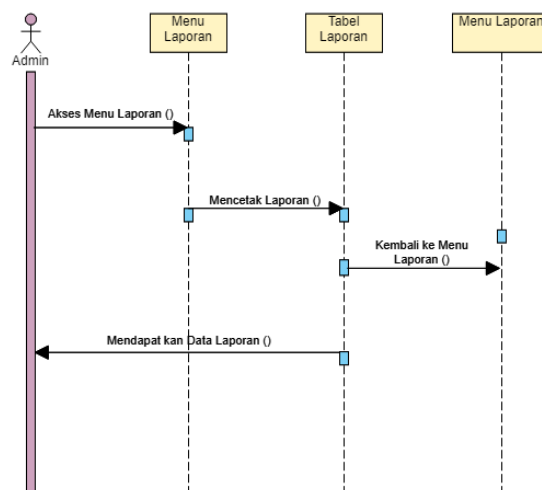 Menu
Laporan
Tabel
Laporan
Menu Laporan
Admin
Akses Menu Laporan ()
Mencetak Laporan ()
Kembali ke Menu
Laporan ()
Mendapat kan Data Laporan ()